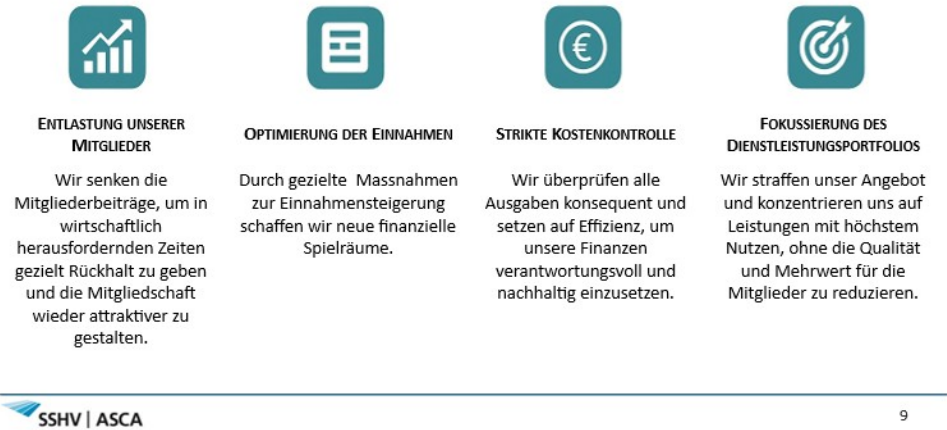 ENTLASTUNG UNSERER
MITGLIEDER
Wir senken die
Mitgliederbeiträge, um in
wirtschaftlich
herausfordernden Zeiten
gezielt Rückhalt zu geben
und die Mitgliedschaft
wieder attraktiver zu
gestalten.
OPTIMIERUNG DER EINNAHMEN
Durch gezielte  Massnahmen
zur Einnahmensteigerung
schaffen wir neue finanzielle
Spielräume.
€
STRIKTE KOSTENKONTROLLE
Wir überprüfen alle
Ausgaben konsequent und
setzen auf Effizienz, um
unsere Finanzen
verantwortungsvoll und
nachhaltig einzusetzen.
FOKUSSIERUNG DES
DIENSTLEISTUNGSPORTFOLIOS
Wir straffen unser Angebot
und konzentrieren uns auf
Leistungen mit höchstem
Nutzen, ohne die Qualität
und Mehrwert für die
Mitglieder zu reduzieren.
SSHV | ASCA
9